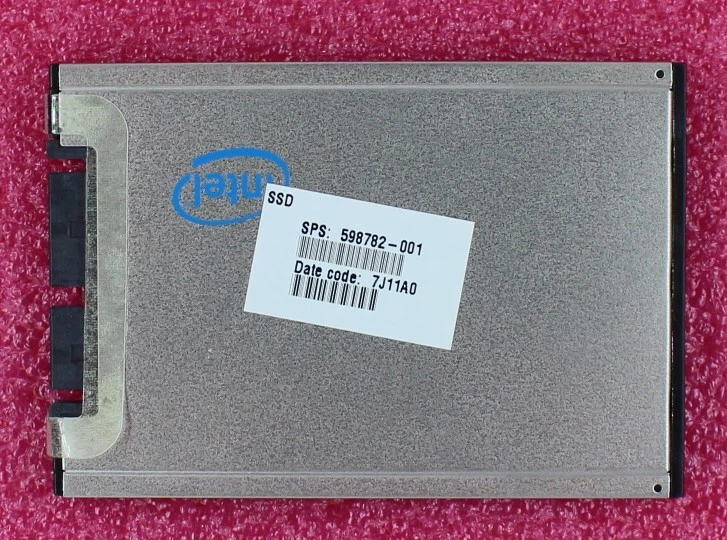 intel
SSD
SPS: 598782-001
Date code: 7J11A0